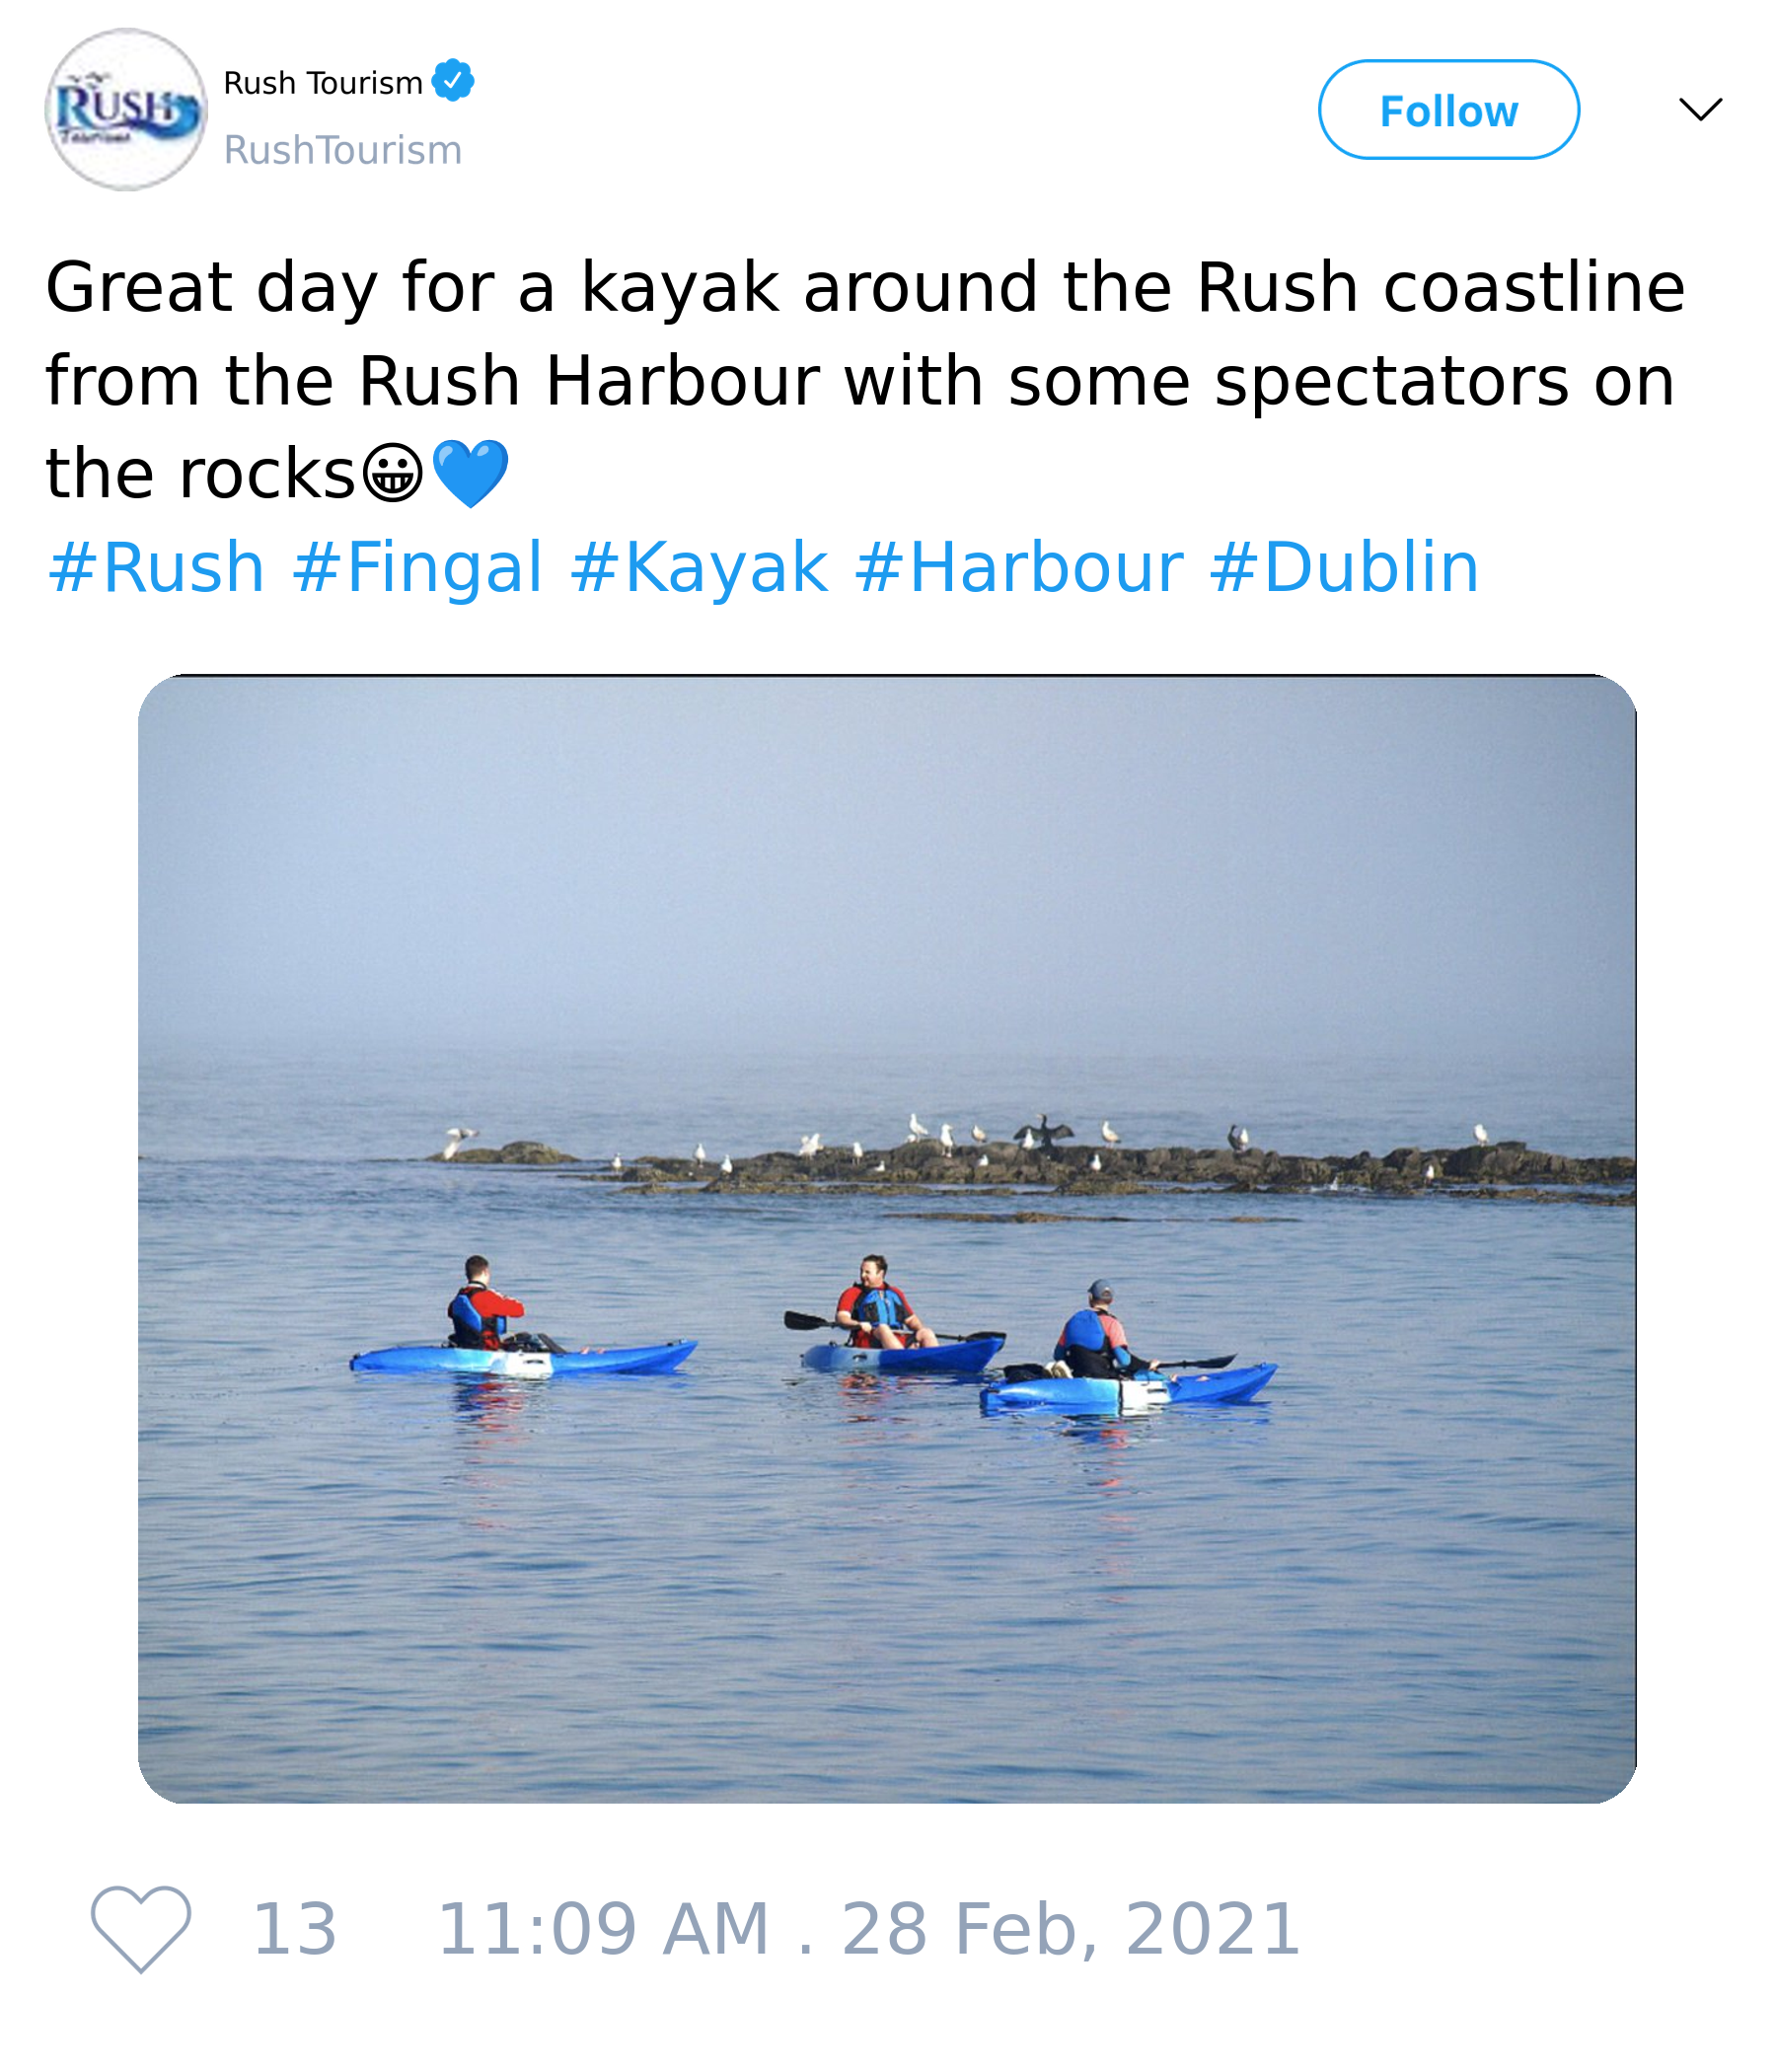 RUSH
Tourism
Rush Tourism
RushTourism
Follow
Great day for a kayak around the Rush coastline
from the Rush Harbour with some spectators on
the rocks😀💙
#Rush #Fingal #Kayak #Harbour #Dublin
13 11:09 AM . 28 Feb, 2021